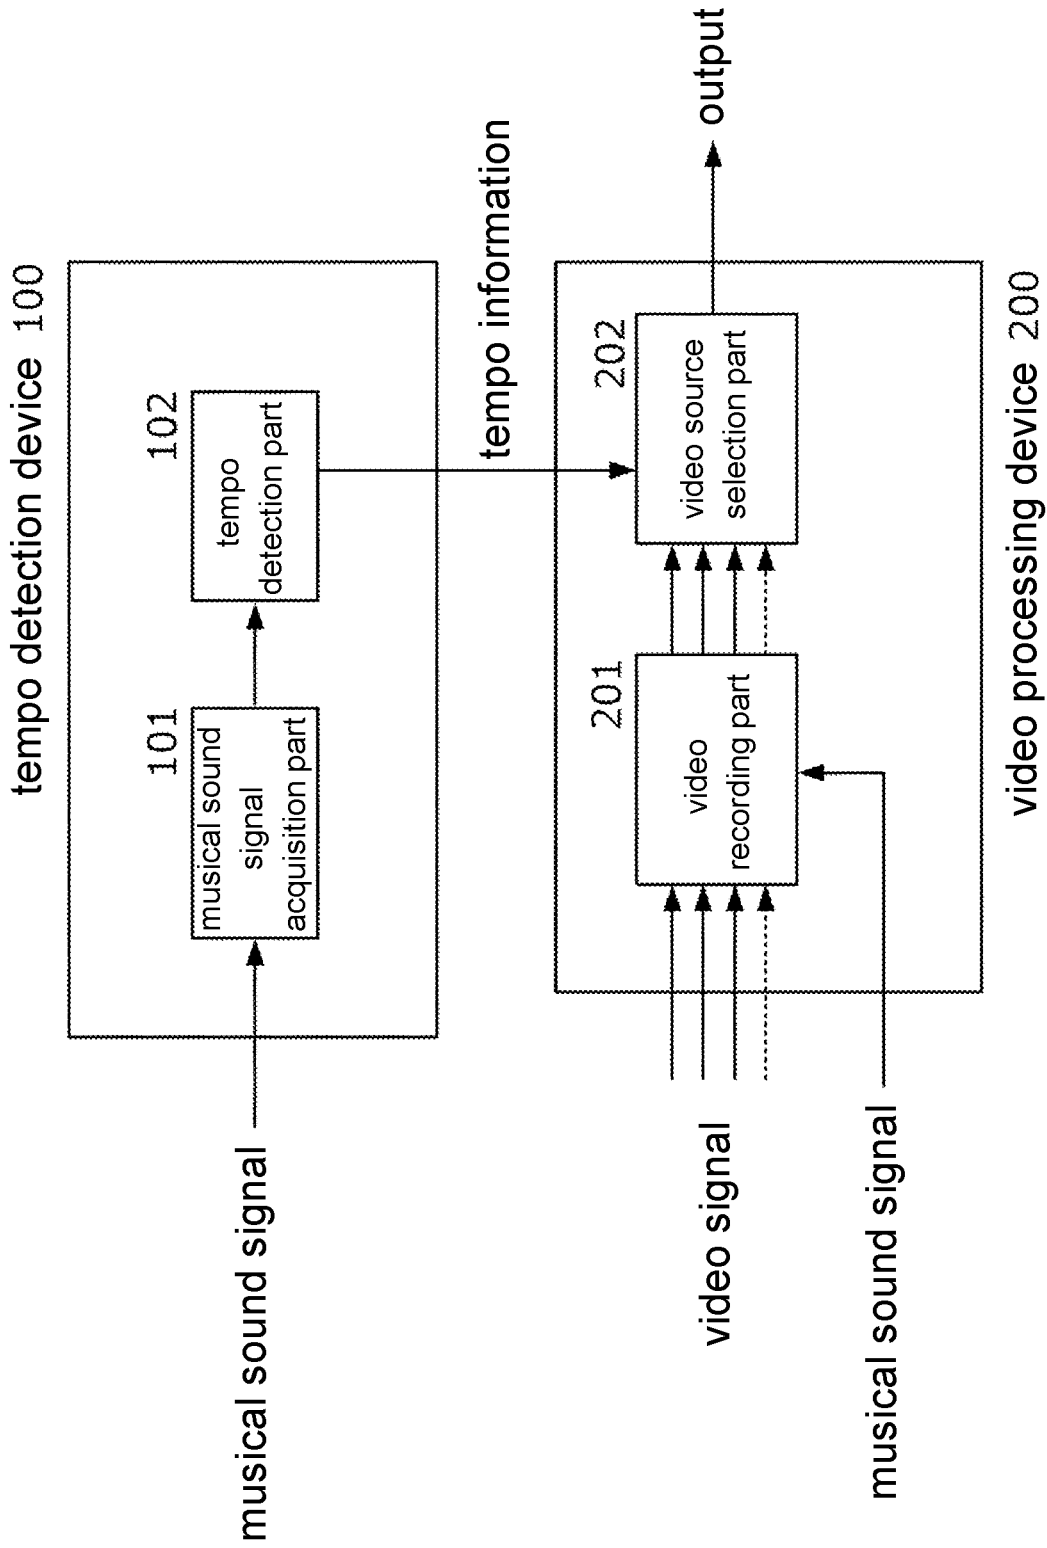 tempo detection device 100
101
musical sound
signal
acquisition part
102
tempo
detection part
musical sound signal
tempo information
video processing device 200
201
video
recording part
202
video source
selection part
video signal
musical sound signal
output